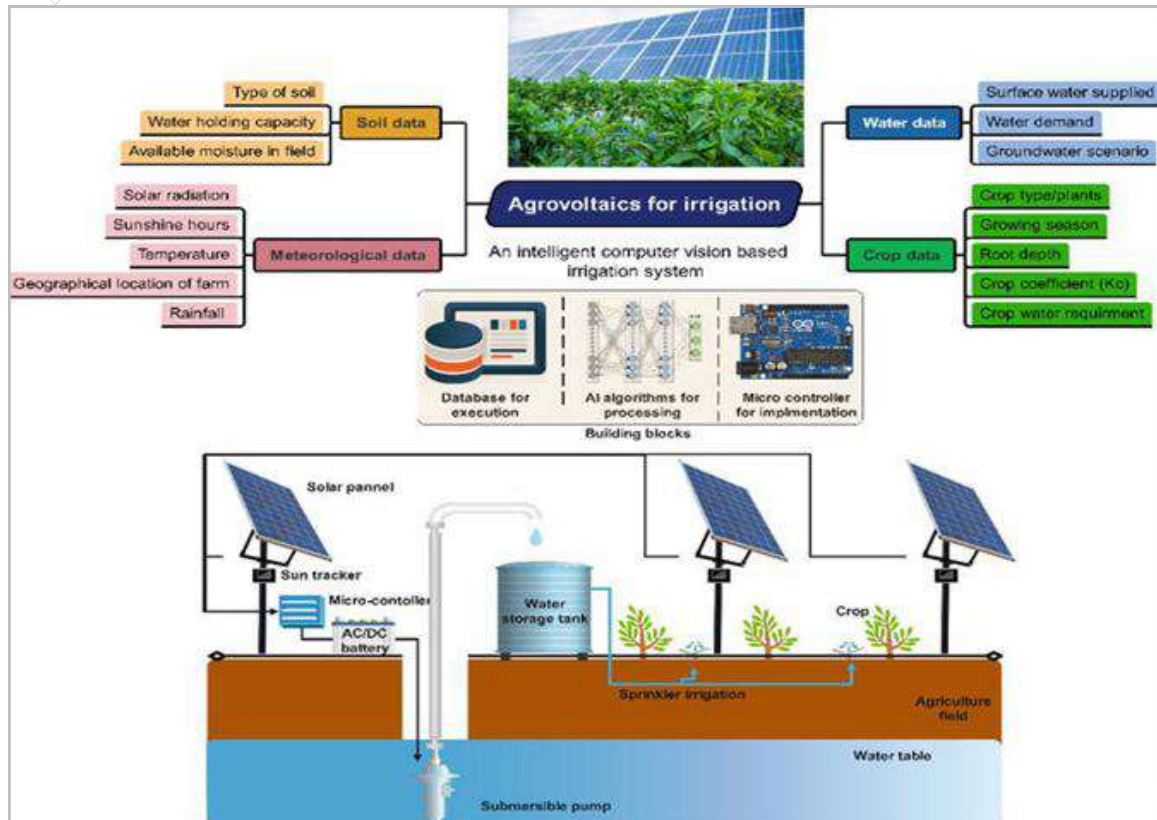 Type of soil
Water holding capacity
Available moisture in field
Soil data
Solar radiation
Sunshine hours
Temperature
Geographical location of farm
Rainfall
Meteorological data
Agrovoltaics for irrigation
An intelligent computer vision based
irrigation system
Water data
Surface water supplied
Water demand
Groundwater scenario
Crop data
Crop type/plants
Growing season
Root depth
Crop coefficient (Kc)
Crop water requirment
Database for
execution
AI algorithms for
processing
Micro controller
for implmentation
Building blocks
Solar pannel
Sun tracker
Micro-contoller
AC/DC
battery
Water
storage tank
Crop
Sprinkler irrigation
Agriculture
field
Water table
Submersible pump